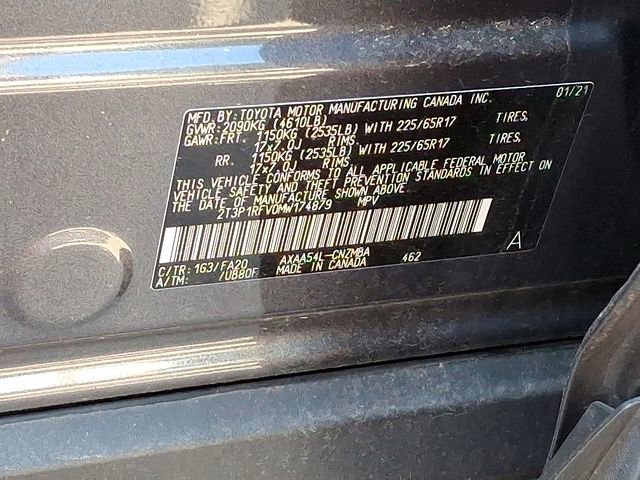 MFD. BY: TOYOTA MOTOR MANUFACTURING CANADA INC. 01/21
GVWR: 2090KG (4610LB)
GAWR: FRT. 1150KG (2535LB) WITH 225/65R17 TIRES,
17x7.0J RIMS
RR. 1150KG (2535LB) WITH 225/65R17 TIRES,
17x7.0J RIMS
THIS VEHICLE CONFORMS TO ALL APPLICABLE FEDERAL MOTOR
VEHICLE SAFETY AND THEFT PREVENTION STANDARDS IN EFFECT ON
THE DATE OF MANUFACTURE SHOWN ABOVE.
2T3P1RFV0MW174879 MPV
C/TR: 1G3/FA20 AXAA54L-CNZMBA 462 A
A/TM: /UB80F MADE IN CANADA